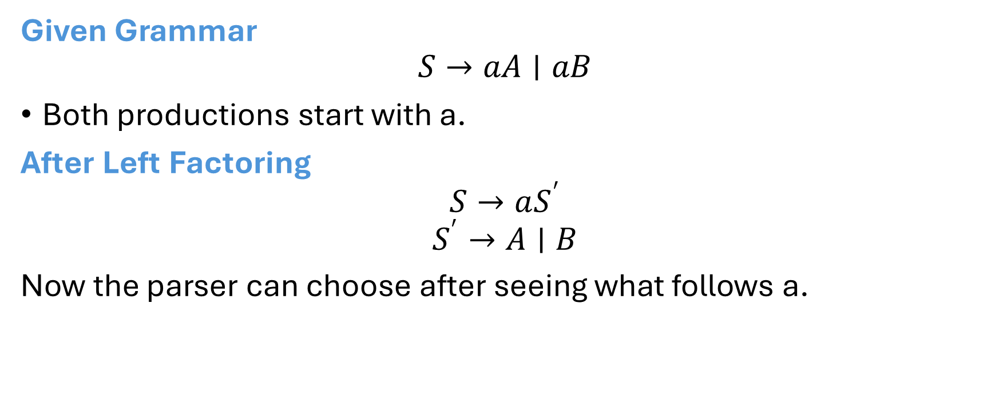 Given Grammar
S → aA | aB
• Both productions start with a.
After Left Factoring
S → aS′
S′ → A | B
Now the parser can choose after seeing what follows a.